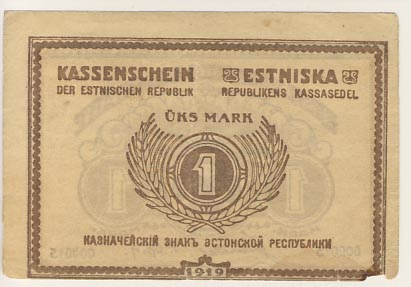 KASSENSCHEIN
DER ESTNISCHEN REPUBLIK
ESTNISKA
REPUBLIKENS KASSASEDEL
ÜKS MARK
1
КАЗНАЧЕЙСКІЙ ЗНАКЪ ЭСТОНСКОЙ РЕСПУБЛИКИ
1919